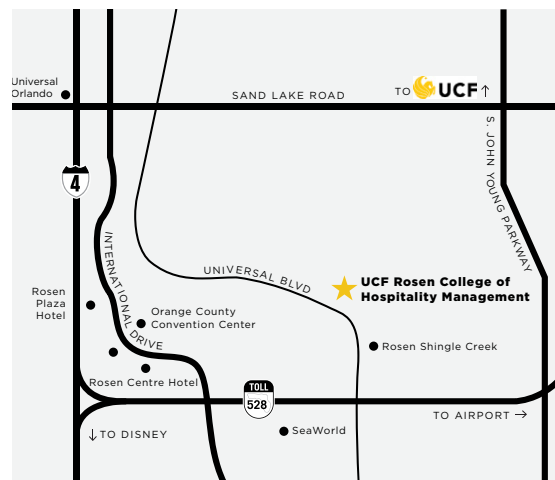 Universal
Orlando
SAND LAKE ROAD
TO UCF ↑
S. JOHN YOUNG PARKWAY
4
INTERNATIONAL DRIVE
UNIVERSAL BLVD
UCF Rosen College of
Hospitality Management
Rosen
Plaza
Hotel
Orange County
Convention Center
Rosen Shingle Creek
Rosen Centre Hotel
TOLL
528
TO AIRPORT →
↓ TO DISNEY
SeaWorld